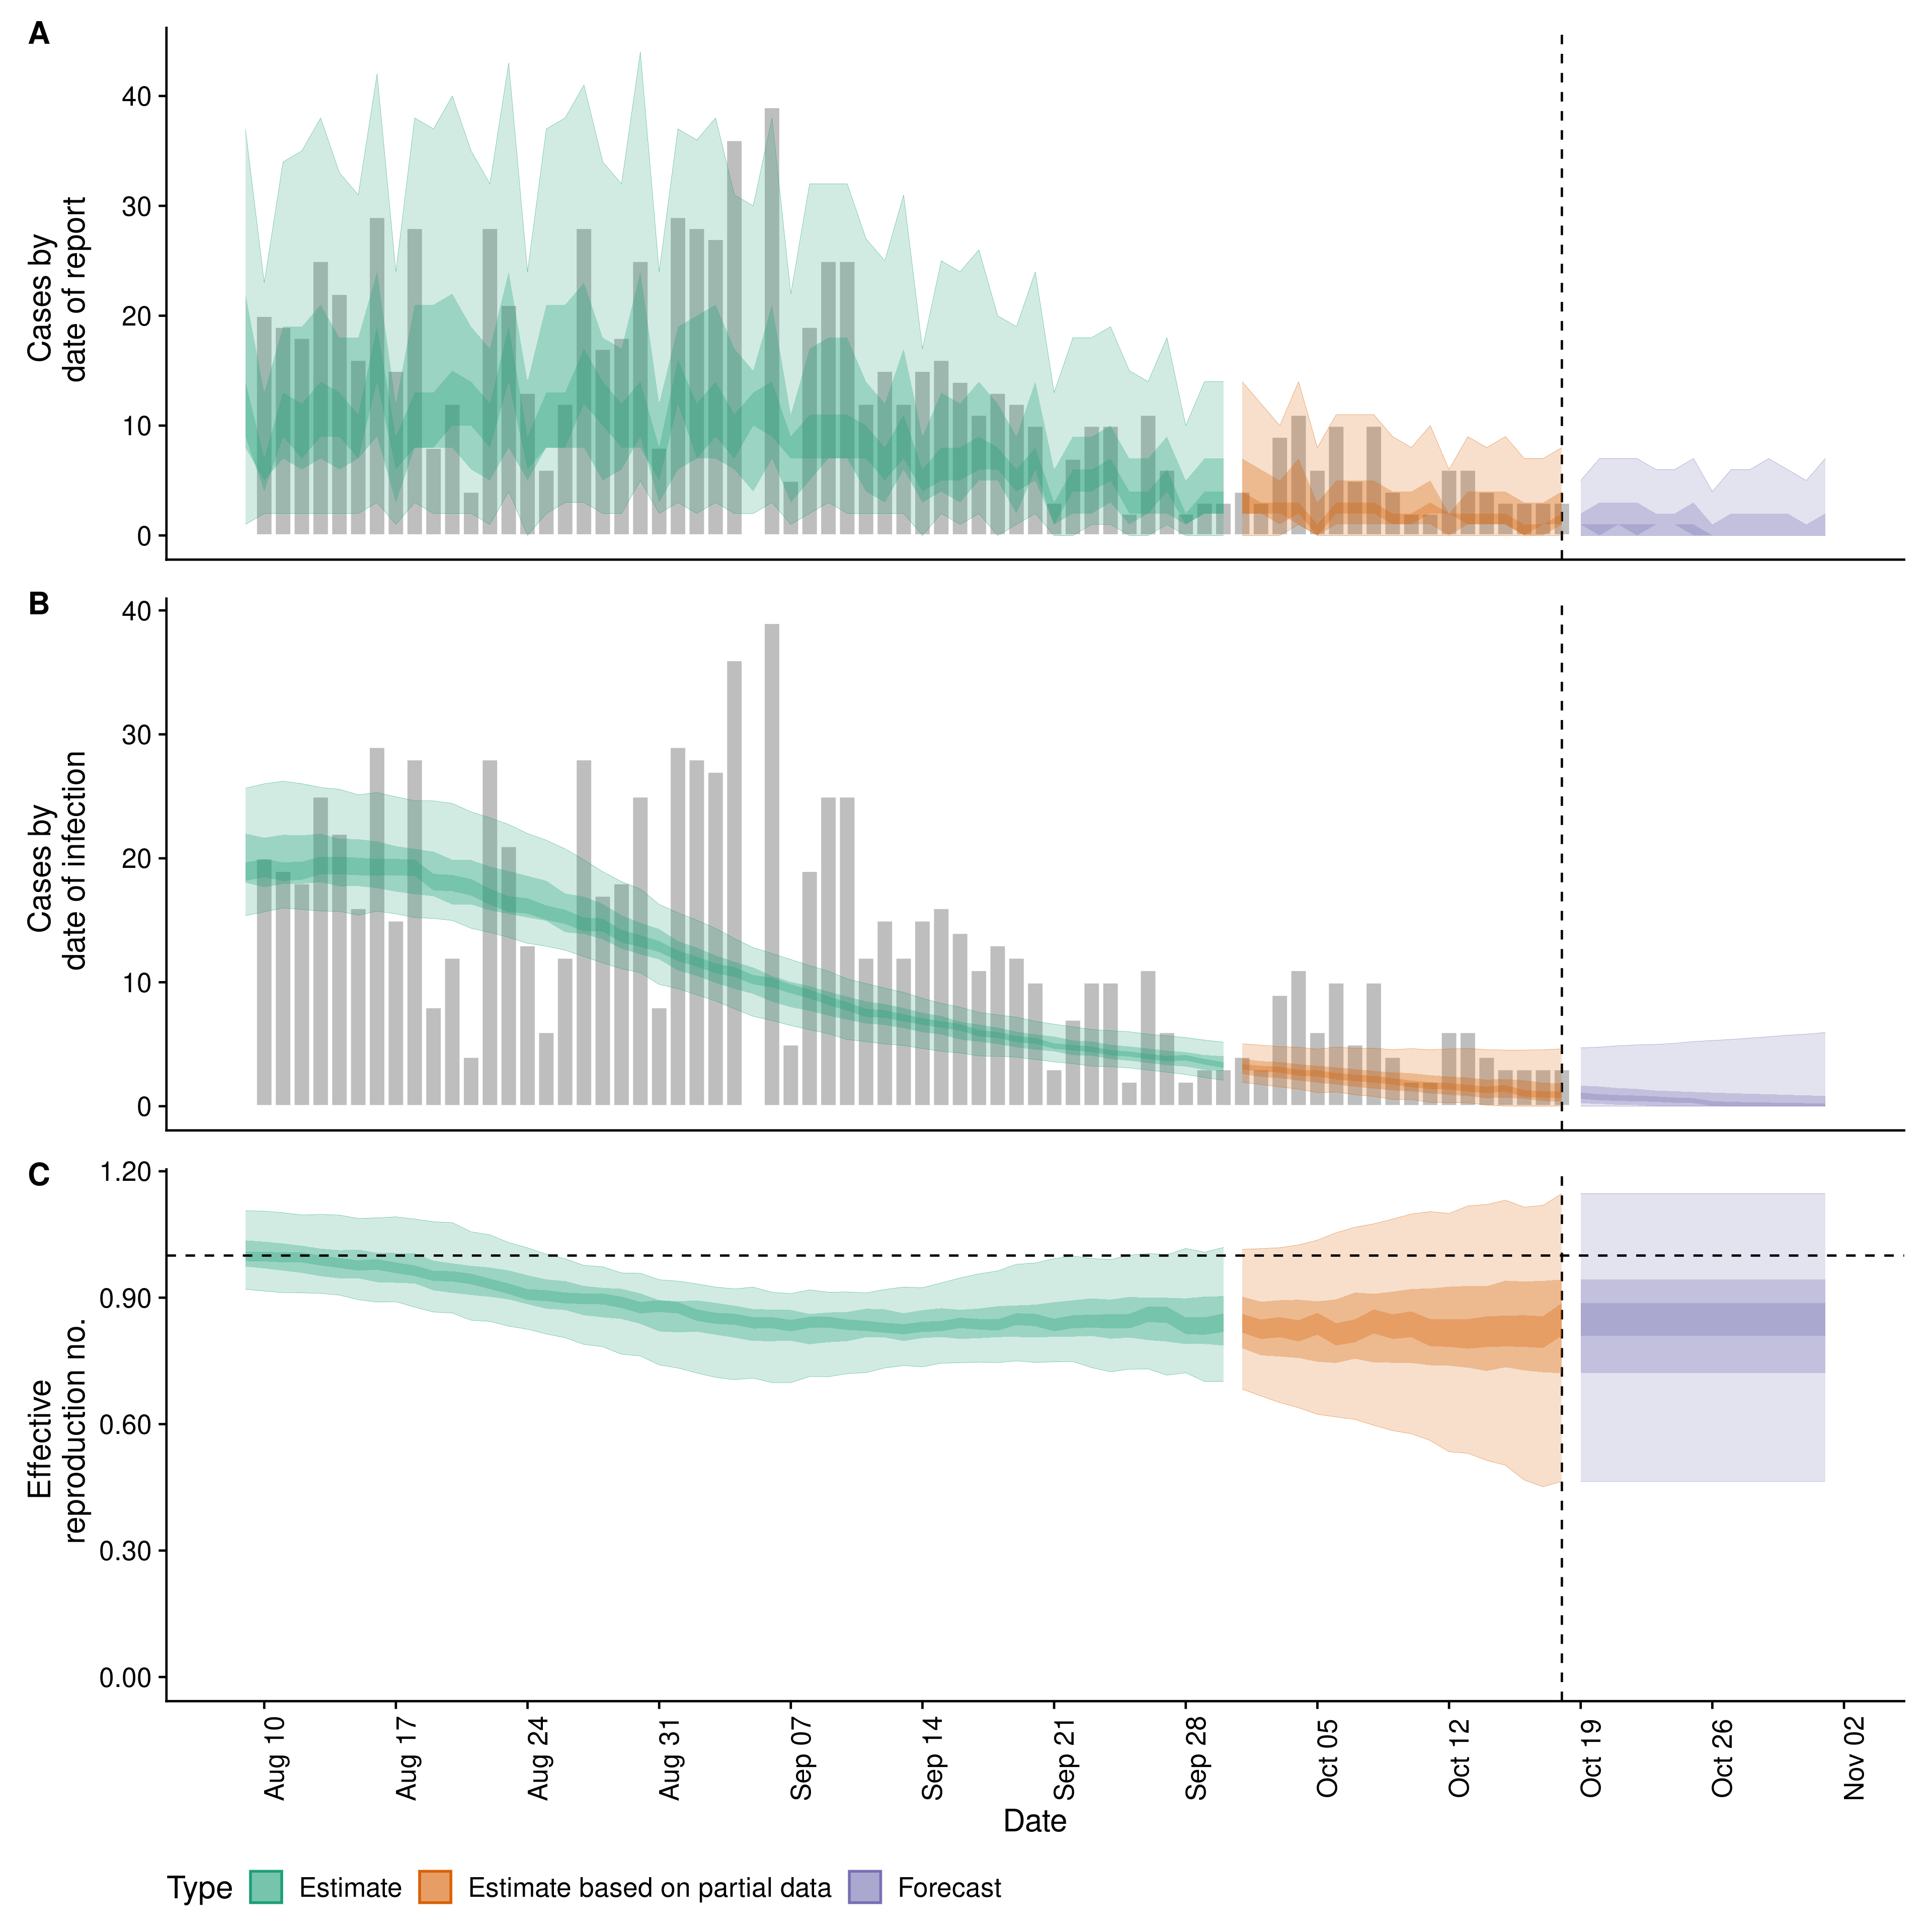 A
Cases by
date of report
40
30
20
10
0
B
Cases by
date of infection
40
30
20
10
0
C
Effective
reproduction no.
1.20
0.90
0.60
0.30
0.00
Aug 10
Aug 17
Aug 24
Aug 31
Sep 07
Sep 14
Sep 21
Sep 28
Oct 05
Oct 12
Oct 19
Oct 26
Nov 02
Date
Type Estimate Estimate based on partial data Forecast